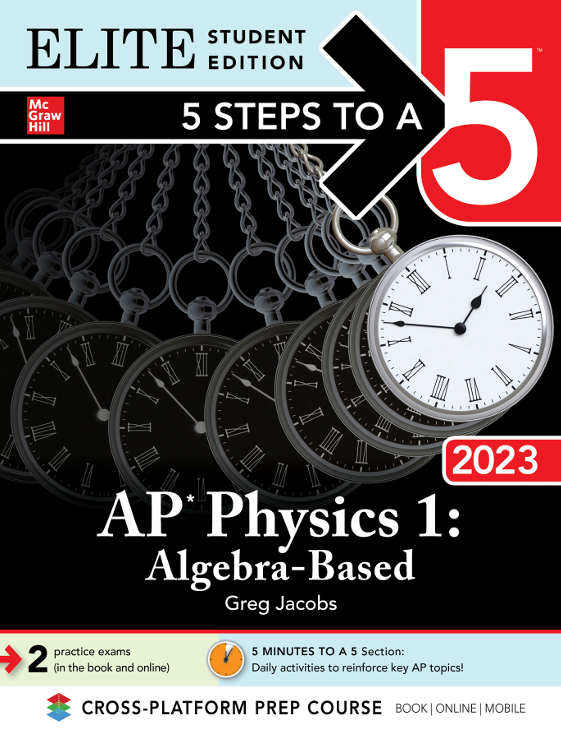 ELITE STUDENT
EDITION
Mc
Graw
Hill
5 STEPS TO A
5™
2023
AP* Physics 1:
Algebra-Based
Greg Jacobs
2 practice exams
(in the book and online)
5 MINUTES TO A 5 Section:
Daily activities to reinforce key AP topics!
CROSS-PLATFORM PREP COURSE BOOK | ONLINE | MOBILE